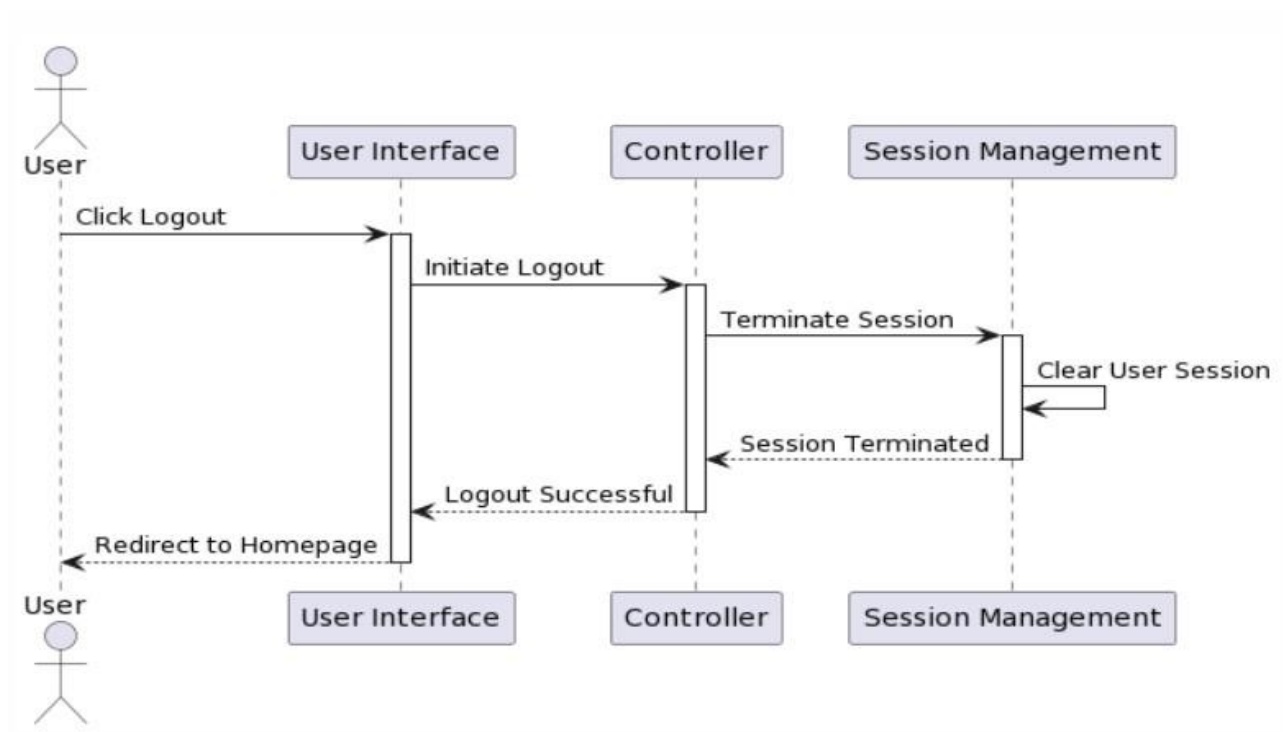 User
User Interface
Controller
Session Management
Click Logout
Initiate Logout
Terminate Session
Clear User Session
Session Terminated
Logout Successful
Redirect to Homepage
User
User Interface
Controller
Session Management